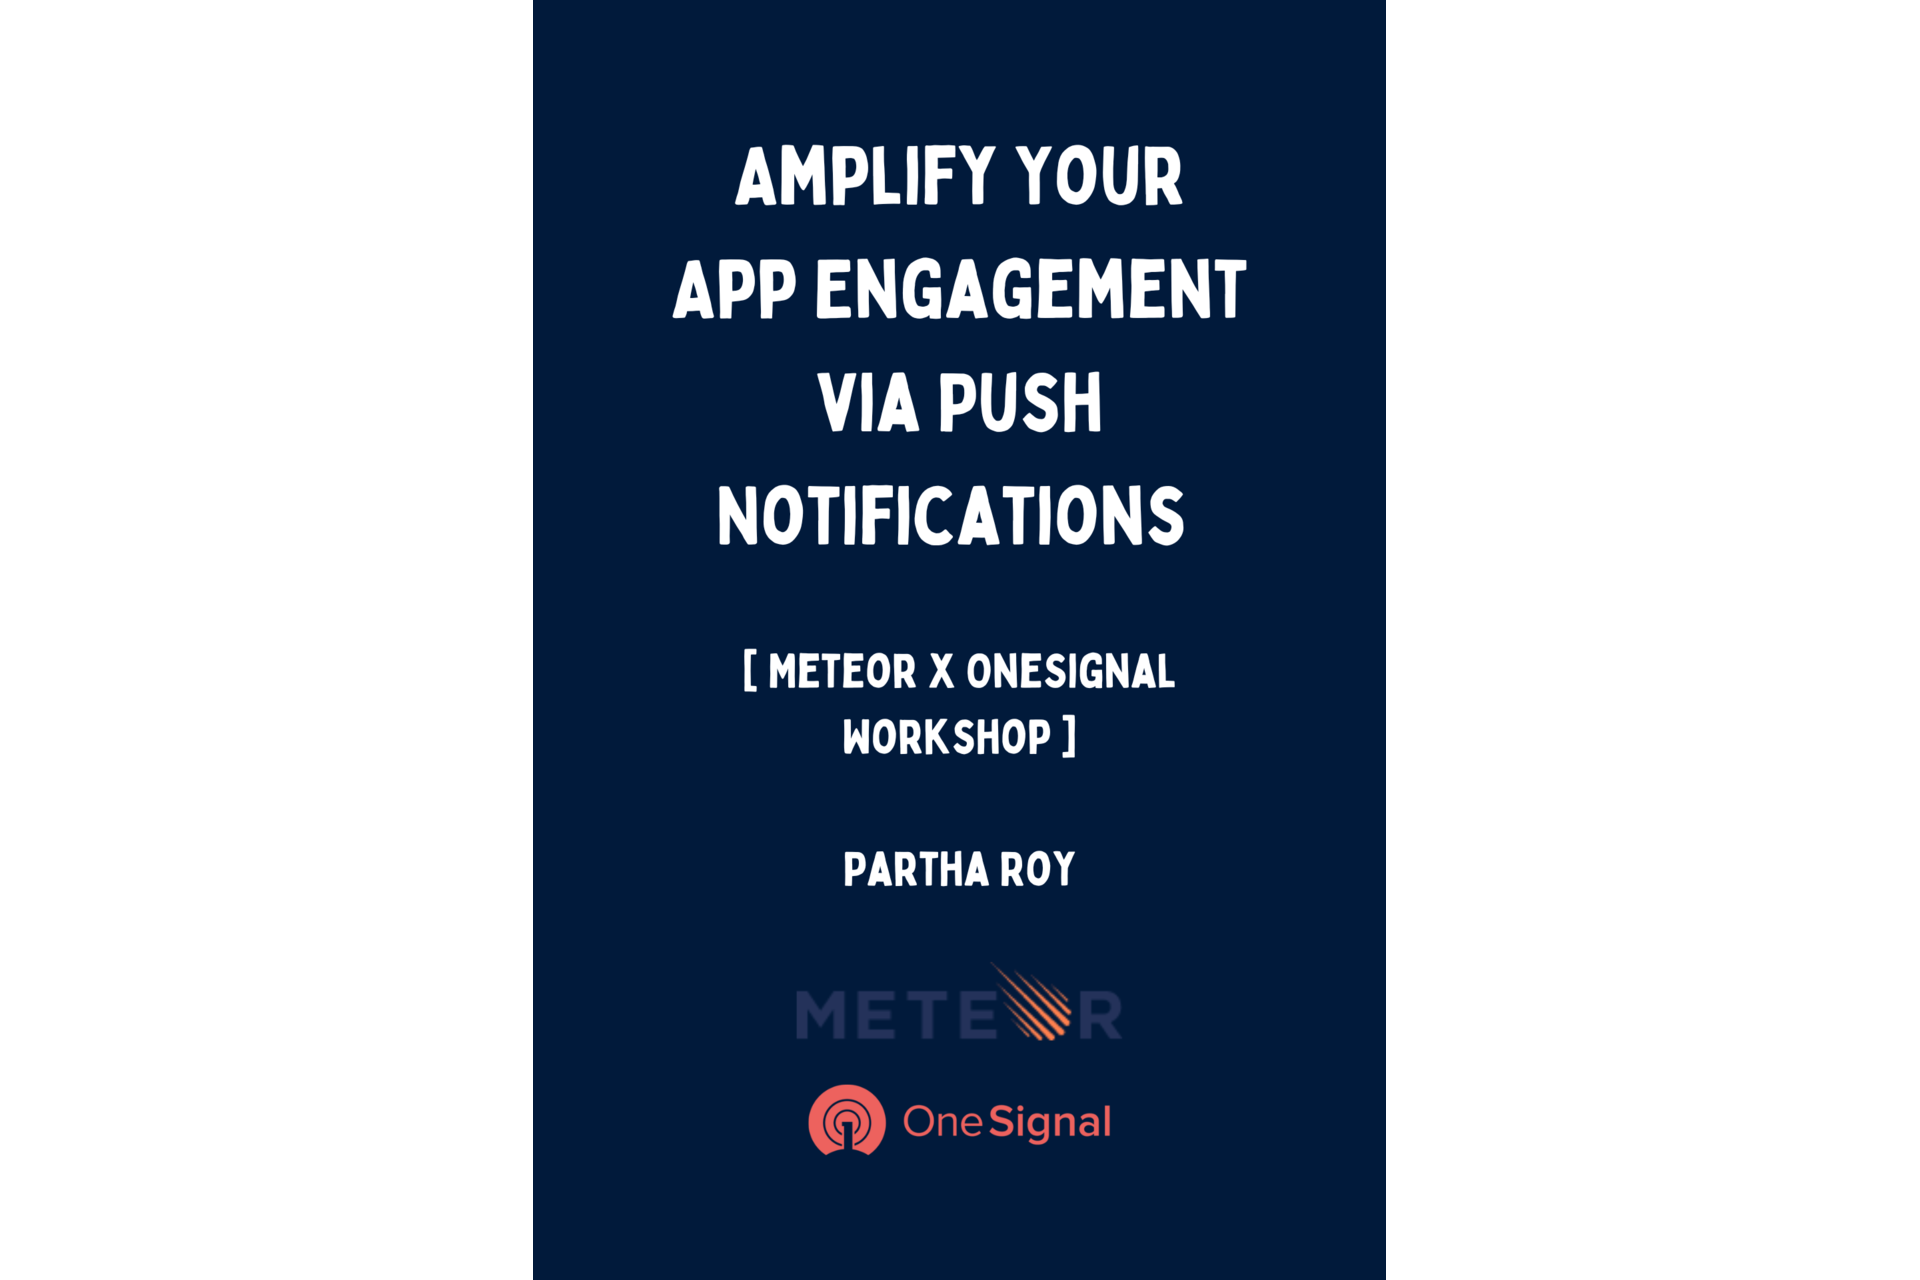 AMPLIFY YOUR
APP ENGAGEMENT
VIA PUSH
NOTIFICATIONS
[ METEOR X ONESIGNAL
WORKSHOP ]
PARTHA ROY
METEOR
OneSignal